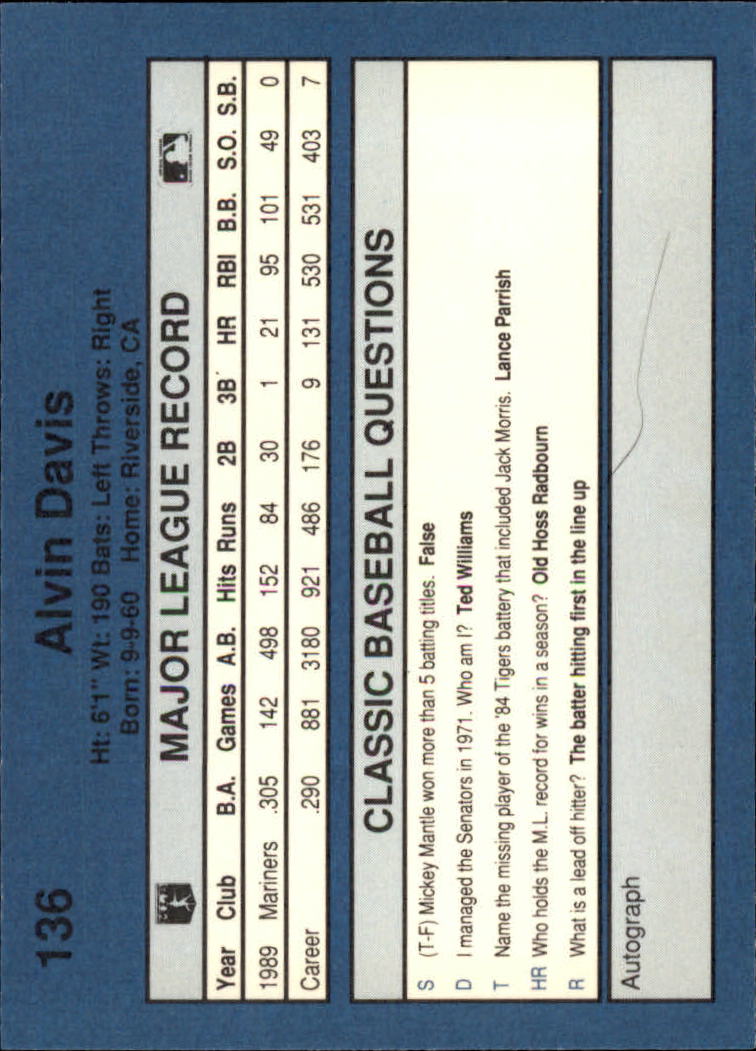 136 Alvin Davis
Ht: 6'1" Wt: 190 Bats: Left Throws: Right
Born: 9-9-60 Home: Riverside, CA
MAJOR LEAGUE RECORD
Year Club B.A. Games A.B. Hits Runs 2B 3B HR RBI B.B. S.O. S.B.
1989 Mariners .305 142 498 152 84 30 1 21 95 101 49 0
Career .290 881 3180 921 486 176 9 131 530 531 403 7
CLASSIC BASEBALL QUESTIONS
S (T-F) Mickey Mantle won more than 5 batting titles. False
D I managed the Senators in 1971. Who am I? Ted Williams
T Name the missing player of the '84 Tigers battery that included Jack Morris. Lance Parrish
HR Who holds the M.L. record for wins in a season? Old Hoss Radbourn
R What is a lead off hitter? The batter hitting first in the line up
Autograph